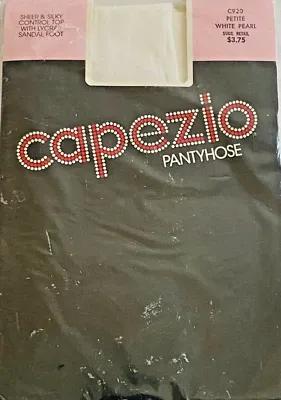 SHEER & SILKY
CONTROL TOP
WITH LYCRA
SANDAL FOOT
C920
PETITE
WHITE PEARL
SUGG. RETAIL
$3.75
capezio
PANTYHOSE